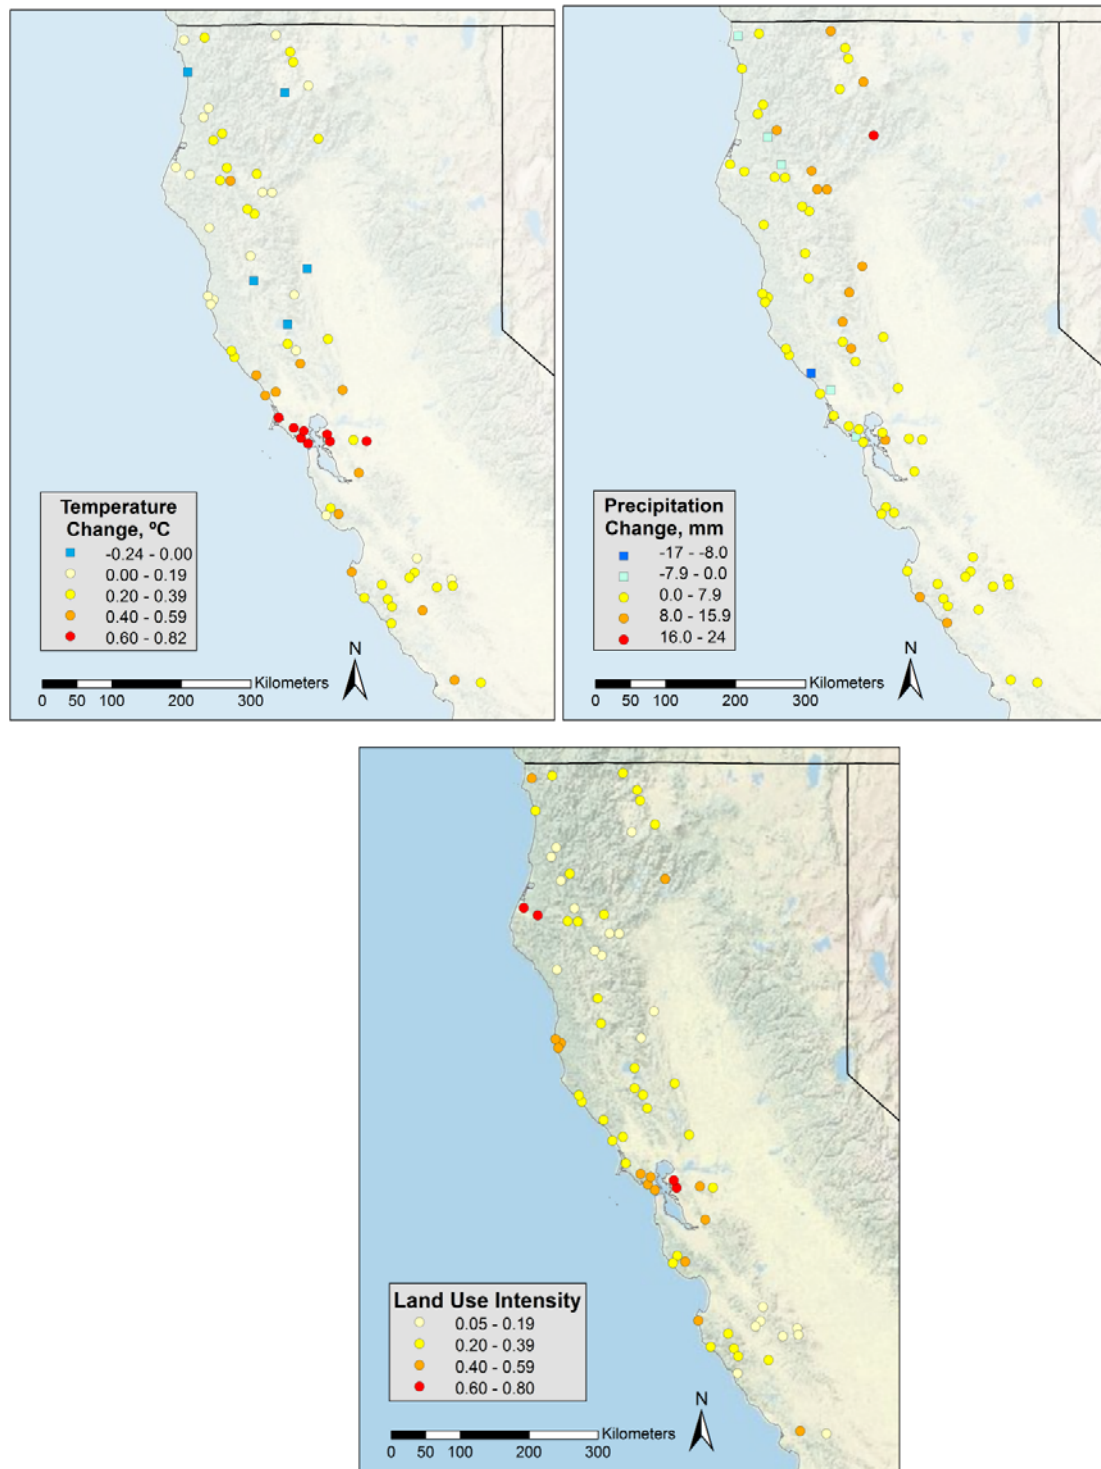 Temperature
Change, ºC
-0.24 - 0.00
0.00 - 0.19
0.20 - 0.39
0.40 - 0.59
0.60 - 0.82
N
Kilometers
0 50 100 200 300
Precipitation
Change, mm
-17 - -8.0
-7.9 - 0.0
0.0 - 7.9
8.0 - 15.9
16.0 - 24
N
Kilometers
0 50 100 200 300
Land Use Intensity
0.05 - 0.19
0.20 - 0.39
0.40 - 0.59
0.60 - 0.80
N
Kilometers
0 50 100 200 300